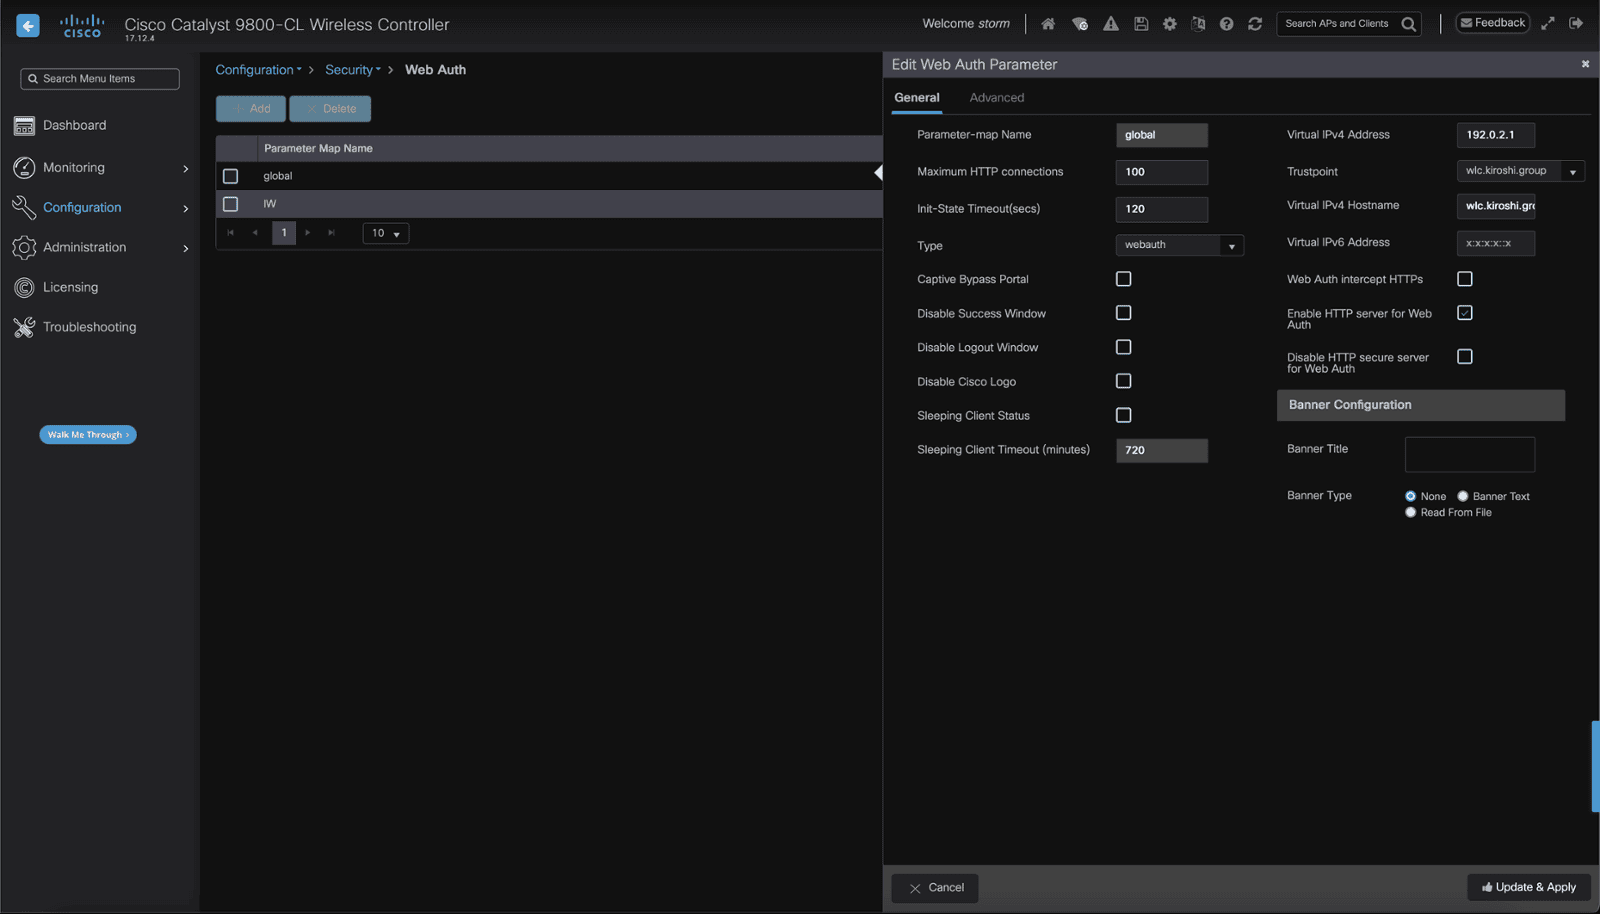 cisco
Cisco Catalyst 9800-CL Wireless Controller
17.12.4
Welcome storm
Search APs and Clients
Feedback
Search Menu Items
Dashboard
Monitoring
Configuration
Administration
Licensing
Troubleshooting
Walk Me Through ›
Configuration > Security > Web Auth
+ Add
× Delete
Parameter Map Name
global
IW
1
10
Edit Web Auth Parameter
General
Advanced
Parameter-map Name
global
Maximum HTTP connections
100
Init-State Timeout(secs)
120
Type
webauth
Captive Bypass Portal
Disable Success Window
Disable Logout Window
Disable Cisco Logo
Sleeping Client Status
Sleeping Client Timeout (minutes)
720
Virtual IPv4 Address
192.0.2.1
Trustpoint
wlc.kiroshi.group
Virtual IPv4 Hostname
wlc.kiroshi.gro
Virtual IPv6 Address
x:x:x:x::x
Web Auth intercept HTTPs
Enable HTTP server for Web
Auth
Disable HTTP secure server
for Web Auth
Banner Configuration
Banner Title
Banner Type
None
Banner Text
Read From File
Cancel
Update & Apply